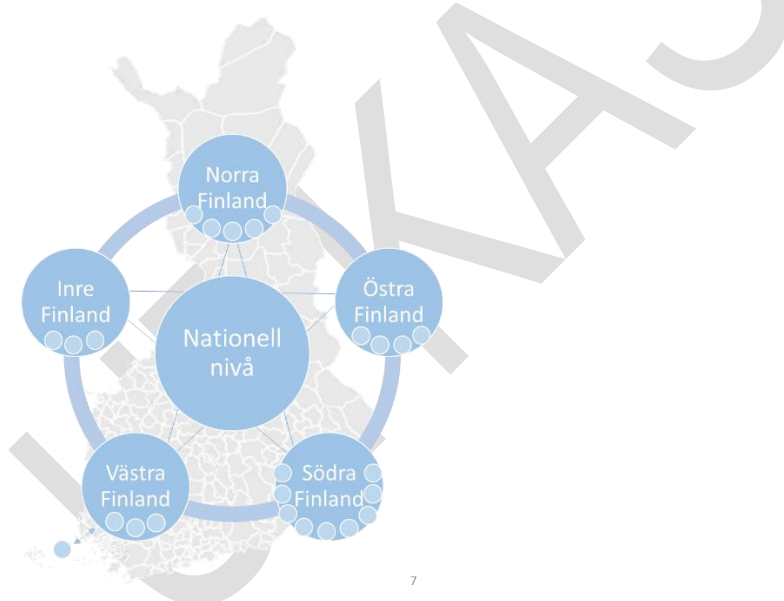 Norra
Finland
Inre
Finland
Östra
Finland
Nationell
nivå
Västra
Finland
Södra
Finland
7